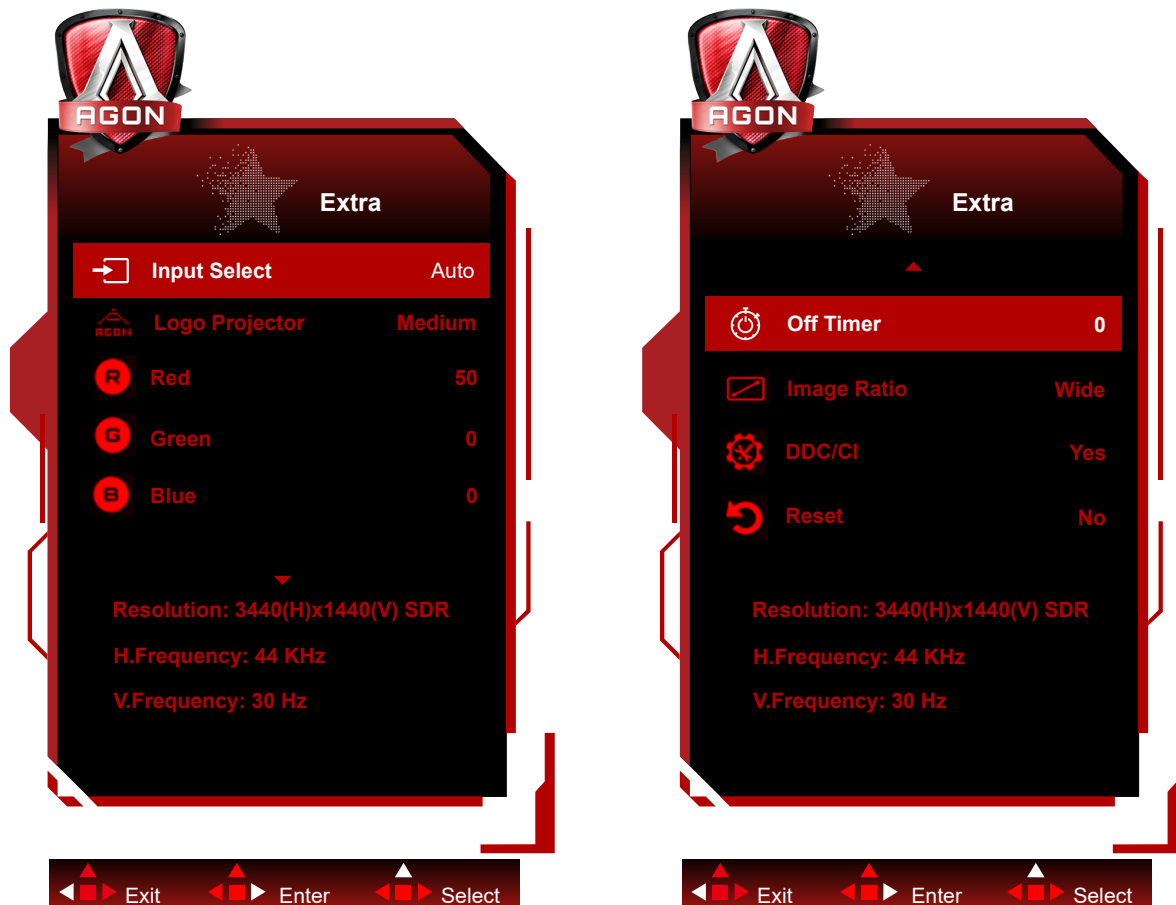 AGON
Extra
Input Select Auto
AGON Logo Projector Medium
R Red 50
G Green 0
B Blue 0
Resolution: 3440(H)x1440(V) SDR
H.Frequency: 44 KHz
V.Frequency: 30 Hz
Exit Enter Select
AGON
Extra
Off Timer 0
Image Ratio Wide
DDC/CI Yes
Reset No
Resolution: 3440(H)x1440(V) SDR
H.Frequency: 44 KHz
V.Frequency: 30 Hz
Exit Enter Select